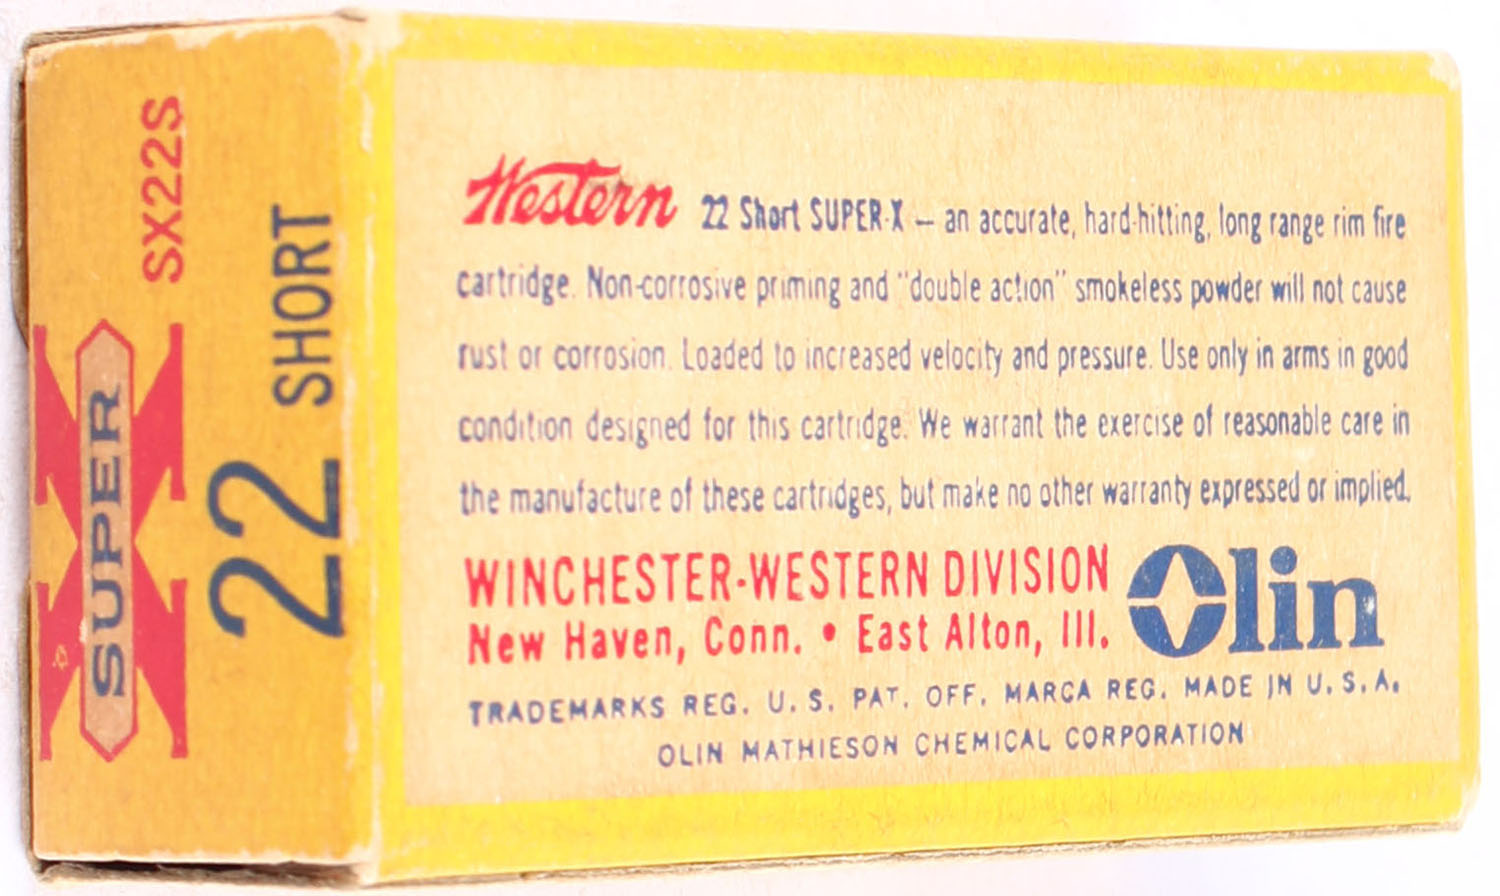 SX22S
SUPER X
22 SHORT
Western 22 Short SUPER-X – an accurate, hard-hitting, long range rim fire
cartridge. Non-corrosive priming and "double action" smokeless powder will not cause
rust or corrosion. Loaded to increased velocity and pressure. Use only in arms in good
condition designed for this cartridge. We warrant the exercise of reasonable care in
the manufacture of these cartridges, but make no other warranty expressed or implied.
WINCHESTER-WESTERN DIVISION
New Haven, Conn. • East Alton, Ill.
Olin
TRADEMARKS REG. U. S. PAT. OFF. MARCA REG. MADE IN U. S. A.
OLIN MATHIESON CHEMICAL CORPORATION